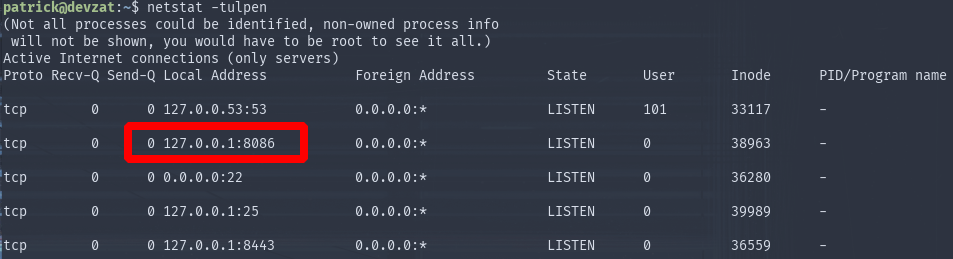 patrick@devzat:~$ netstat -tulpen
(Not all processes could be identified, non-owned process info
 will not be shown, you would have to be root to see it all.)
Active Internet connections (only servers)
Proto Recv-Q Send-Q Local Address           Foreign Address         State       User       Inode      PID/Program name
tcp        0      0 127.0.0.53:53           0.0.0.0:*               LISTEN      101        33117      -
tcp        0      0 127.0.0.1:8086          0.0.0.0:*               LISTEN      0          38963      -
tcp        0      0 0.0.0.0:22              0.0.0.0:*               LISTEN      0          36280      -
tcp        0      0 127.0.0.1:25            0.0.0.0:*               LISTEN      0          39989      -
tcp        0      0 127.0.0.1:8443          0.0.0.0:*               LISTEN      0          36559      -